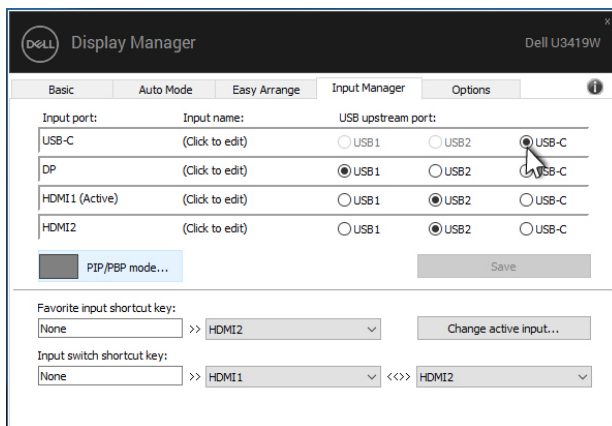 x
DELL Display Manager Dell U3419W
Basic Auto Mode Easy Arrange Input Manager Options i
Input port: Input name: USB upstream port:
USB-C (Click to edit) USB1 USB2 USB-C
DP (Click to edit) USB1 USB2 USB-C
HDMI1 (Active) (Click to edit) USB1 USB2 USB-C
HDMI2 (Click to edit) USB1 USB2 USB-C
PIP/PBP mode... Save
Favorite input shortcut key:
None >> HDMI2 Change active input...
Input switch shortcut key:
None >> HDMI1 <<>> HDMI2